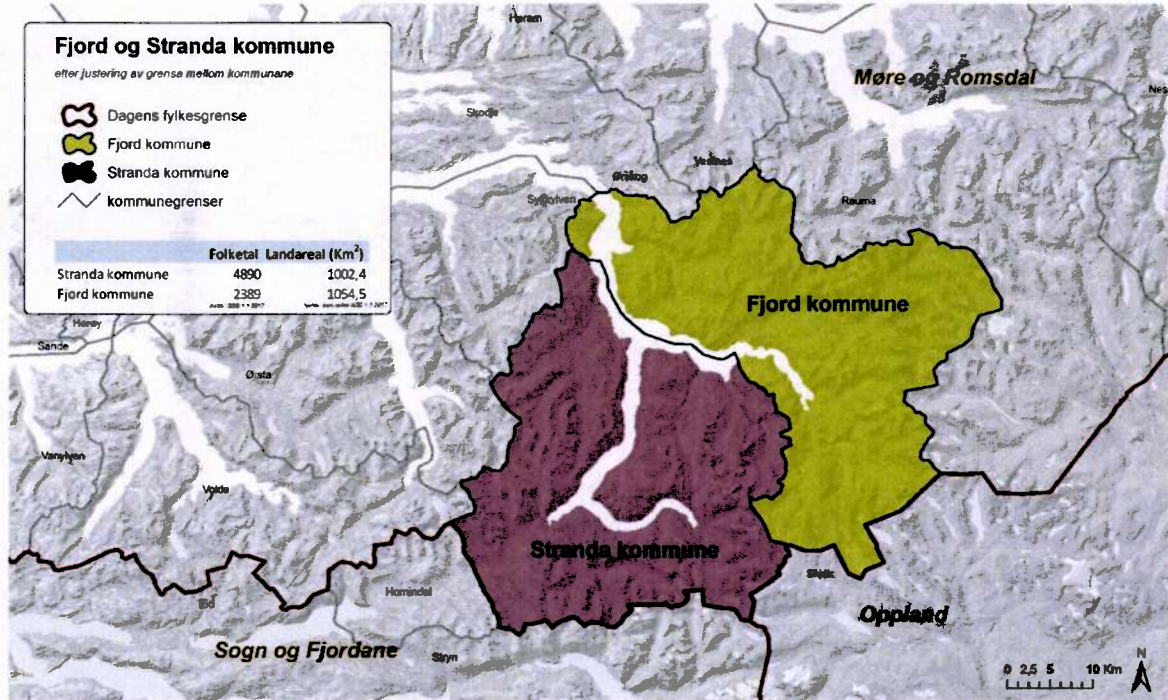 Fjord og Stranda kommune
etter justering av grensa mellom kommunane
Dagens fylkesgrense
Fjord kommune
Stranda kommune
kommunegrenser
Folketal Landareal (Km²)
Stranda kommune 4890 1002,4
Fjord kommune 2389 1054,5
Haram
Møre og Romsdal
Nes
Skodje
Vestnes
Ørskog
Sykkylven
Rauma
Fjord kommune
Herøy
Sande
Ørsta
Vanylven
Volda
Stranda kommune
Skjåk
Hornindal
Eid
Oppland
Sogn og Fjordane
Stryn
N
0 2,5 5 10 Km